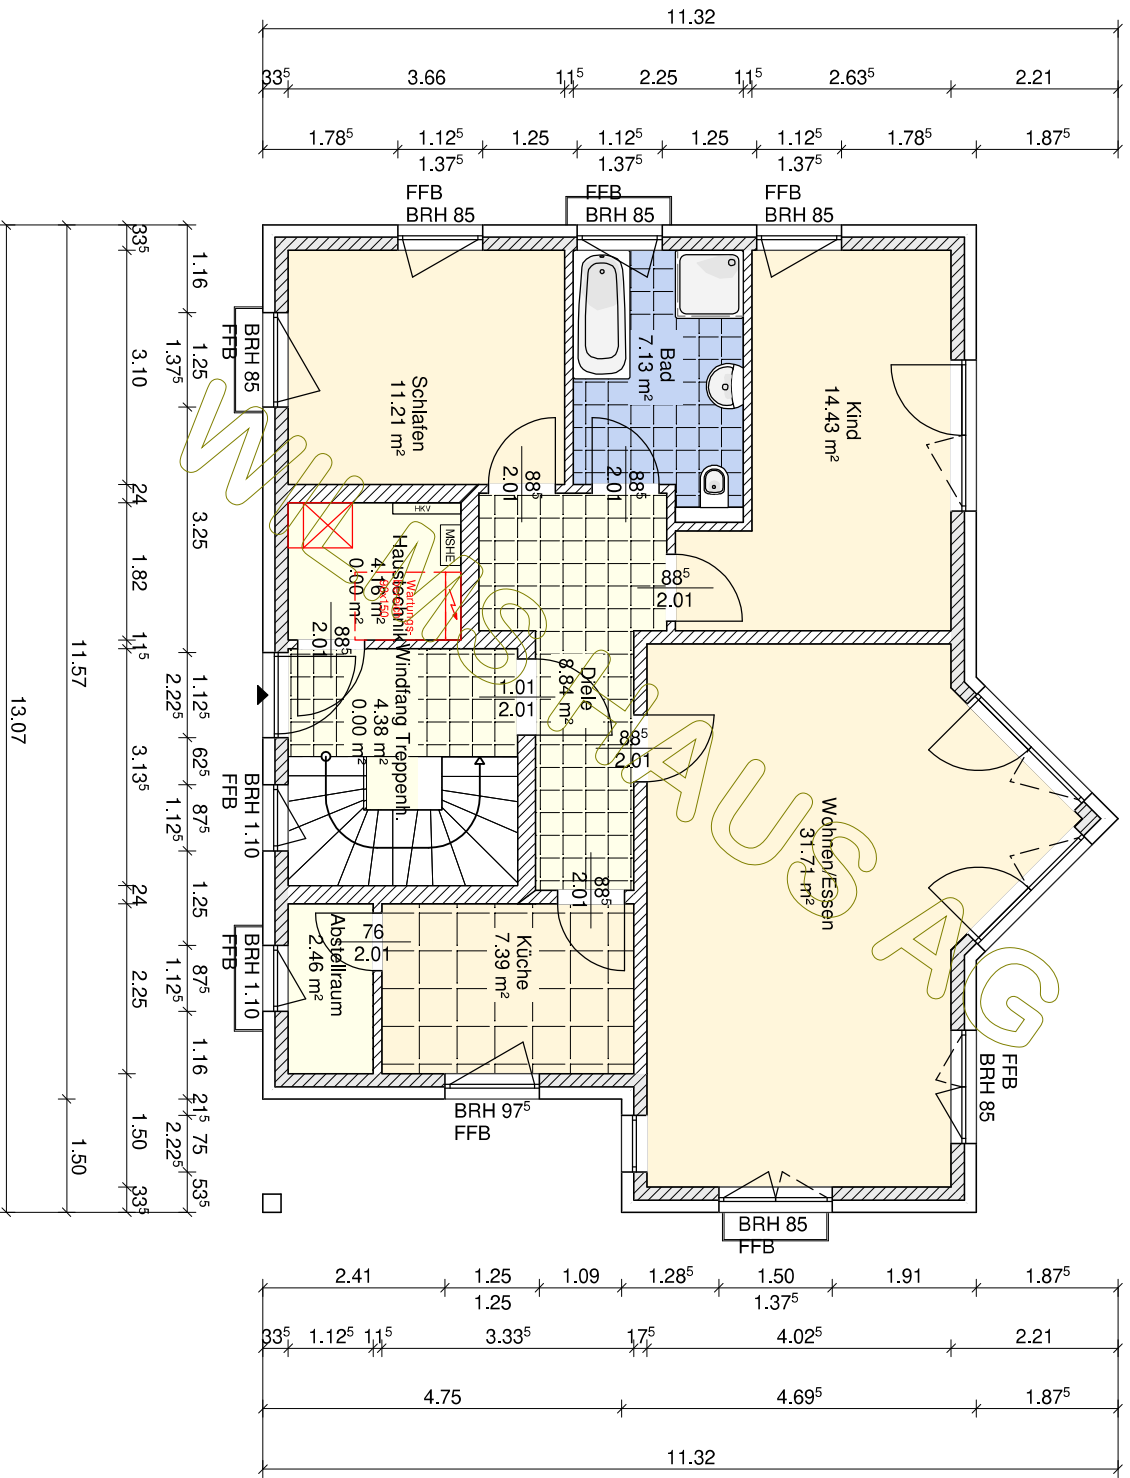 11.32
33⁵ 3.66 11⁵ 2.25 11⁵ 2.63⁵ 2.21
1.78⁵ 1.12⁵ 1.25 1.12⁵ 1.25 1.12⁵ 1.78⁵ 1.87⁵
1.37⁵ 1.37⁵ 1.37⁵
FFB
BRH 85
FFB
BRH 85
FFB
BRH 85
13.07
11.57 1.50
33⁵ 3.10 24 1.82 11⁵ 3.13⁵ 24 2.25 1.50 33⁵
1.16 1.25 3.25 1.12⁵ 62⁵ 87⁵ 1.25 87⁵ 1.16 21⁵ 75 53⁵
1.37⁵ 2.22⁵ 1.12⁵ 1.12⁵ 2.22⁵
BRH 85
FFB
BRH 1.10
FFB
BRH 1.10
FFB
Schlafen
11.21 m²
Bad
7.13 m²
Kind
14.43 m²
88⁵
2.01
88⁵
2.01
88⁵
2.01
HKV
MSHE
Haustechnik
4.16 m²
0.00 m²
Wartungs-
90x150
88⁵
2.01
Windfang Treppenh.
4.38 m²
0.00 m²
1.01
2.01
Diele
8.84 m²
88⁵
2.01
88⁵
2.01
Wohnen/Essen
31.71 m²
Abstellraum
2.46 m²
76
2.01
Küche
7.39 m²
BRH 97⁵
FFB
FFB
BRH 85
BRH 85
FFB
WILLMS HAUS AG
2.41 1.25 1.09 1.28⁵ 1.50 1.91 1.87⁵
1.25 1.37⁵
33⁵ 1.12⁵ 11⁵ 3.33⁵ 17⁵ 4.02⁵ 2.21
4.75 4.69⁵ 1.87⁵
11.32